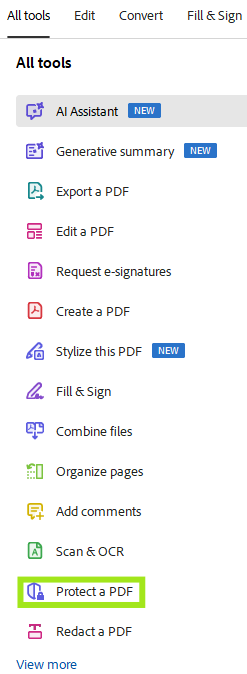 All tools Edit Convert Fill & Sign
All tools
AI Assistant NEW
Generative summary NEW
Export a PDF
Edit a PDF
Request e-signatures
Create a PDF
Stylize this PDF NEW
Fill & Sign
Combine files
Organize pages
Add comments
Scan & OCR
Protect a PDF
Redact a PDF
View more